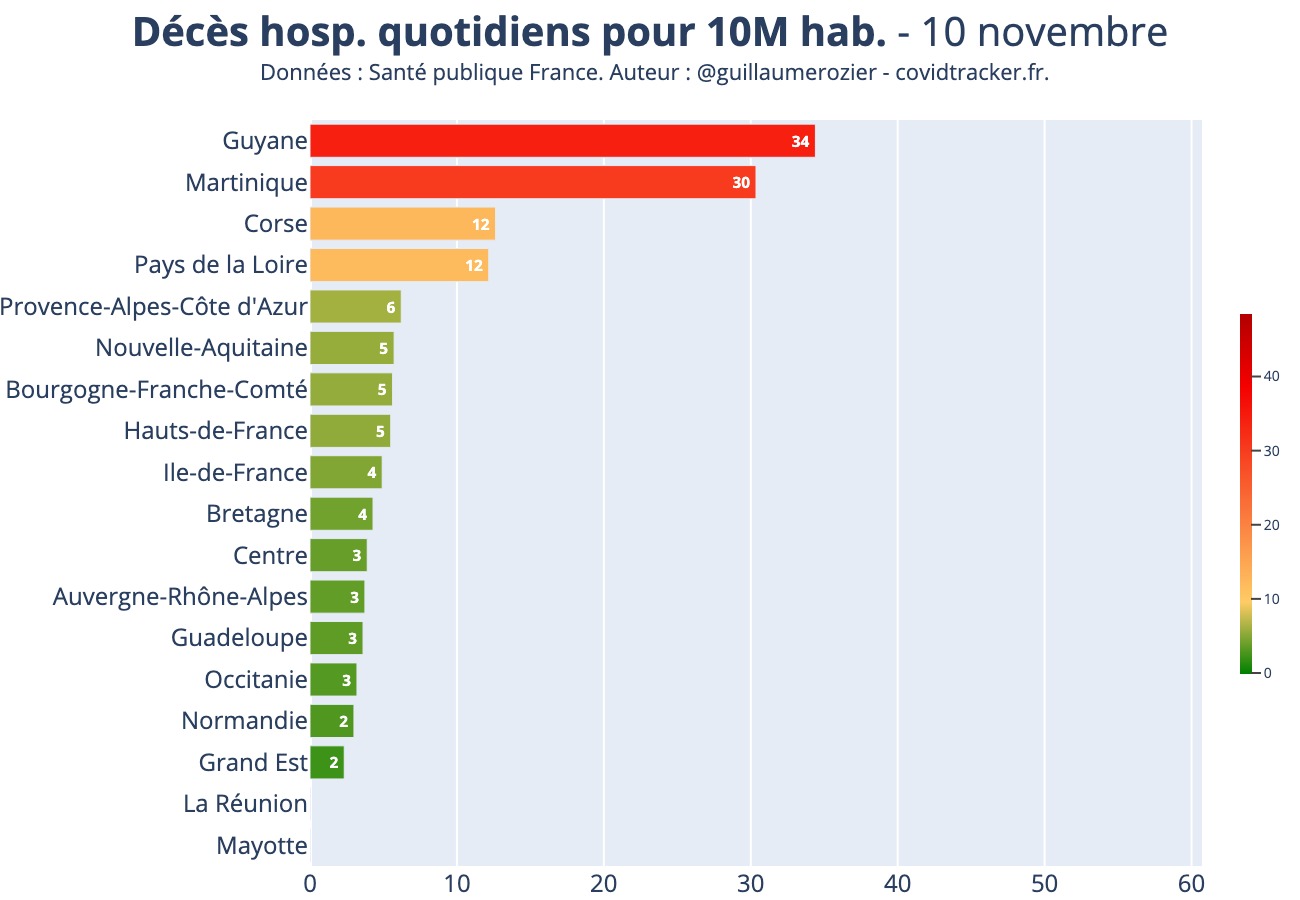 Décès hosp. quotidiens pour 10M hab. - 10 novembre
Données : Santé publique France. Auteur : @guillaumerozier - covidtracker.fr.
Guyane 34
Martinique 30
Corse 12
Pays de la Loire 12
Provence-Alpes-Côte d'Azur 6
Nouvelle-Aquitaine 5
Bourgogne-Franche-Comté 5
Hauts-de-France 5
Ile-de-France 4
Bretagne 4
Centre 3
Auvergne-Rhône-Alpes 3
Guadeloupe 3
Occitanie 3
Normandie 2
Grand Est 2
La Réunion
Mayotte
0 10 20 30 40 50 60
40
30
20
10
0